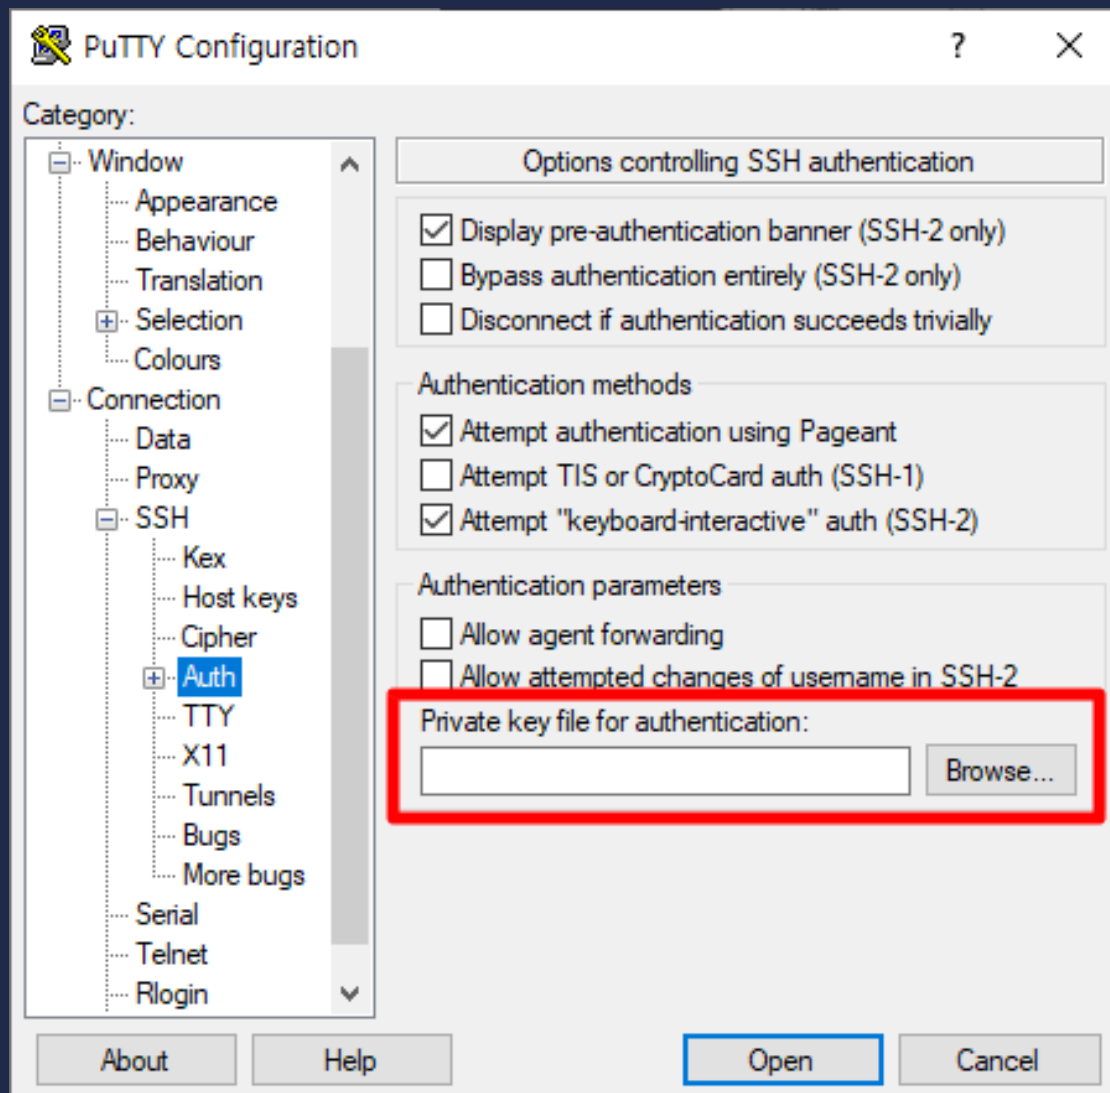 PuTTY Configuration
Category:
Window
Appearance
Behaviour
Translation
Selection
Colours
Connection
Data
Proxy
SSH
Kex
Host keys
Cipher
Auth
TTY
X11
Tunnels
Bugs
More bugs
Serial
Telnet
Rlogin
Options controlling SSH authentication
Display pre-authentication banner (SSH-2 only)
Bypass authentication entirely (SSH-2 only)
Disconnect if authentication succeeds trivially
Authentication methods
Attempt authentication using Pageant
Attempt TIS or CryptoCard auth (SSH-1)
Attempt "keyboard-interactive" auth (SSH-2)
Authentication parameters
Allow agent forwarding
Allow attempted changes of username in SSH-2
Private key file for authentication:
Browse...
About
Help
Open
Cancel